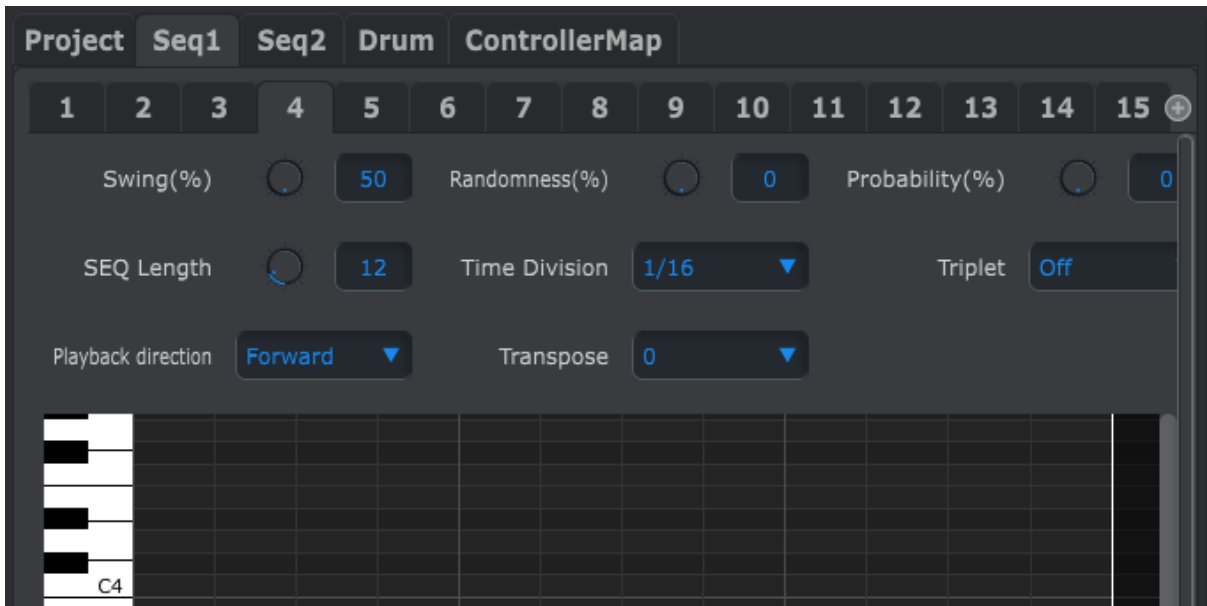 Project Seq1 Seq2 Drum ControllerMap
1 2 3 4 5 6 7 8 9 10 11 12 13 14 15
Swing(%) 50 Randomness(%) 0 Probability(%) 0
SEQ Length 12 Time Division 1/16 Triplet Off
Playback direction Forward Transpose 0
C4